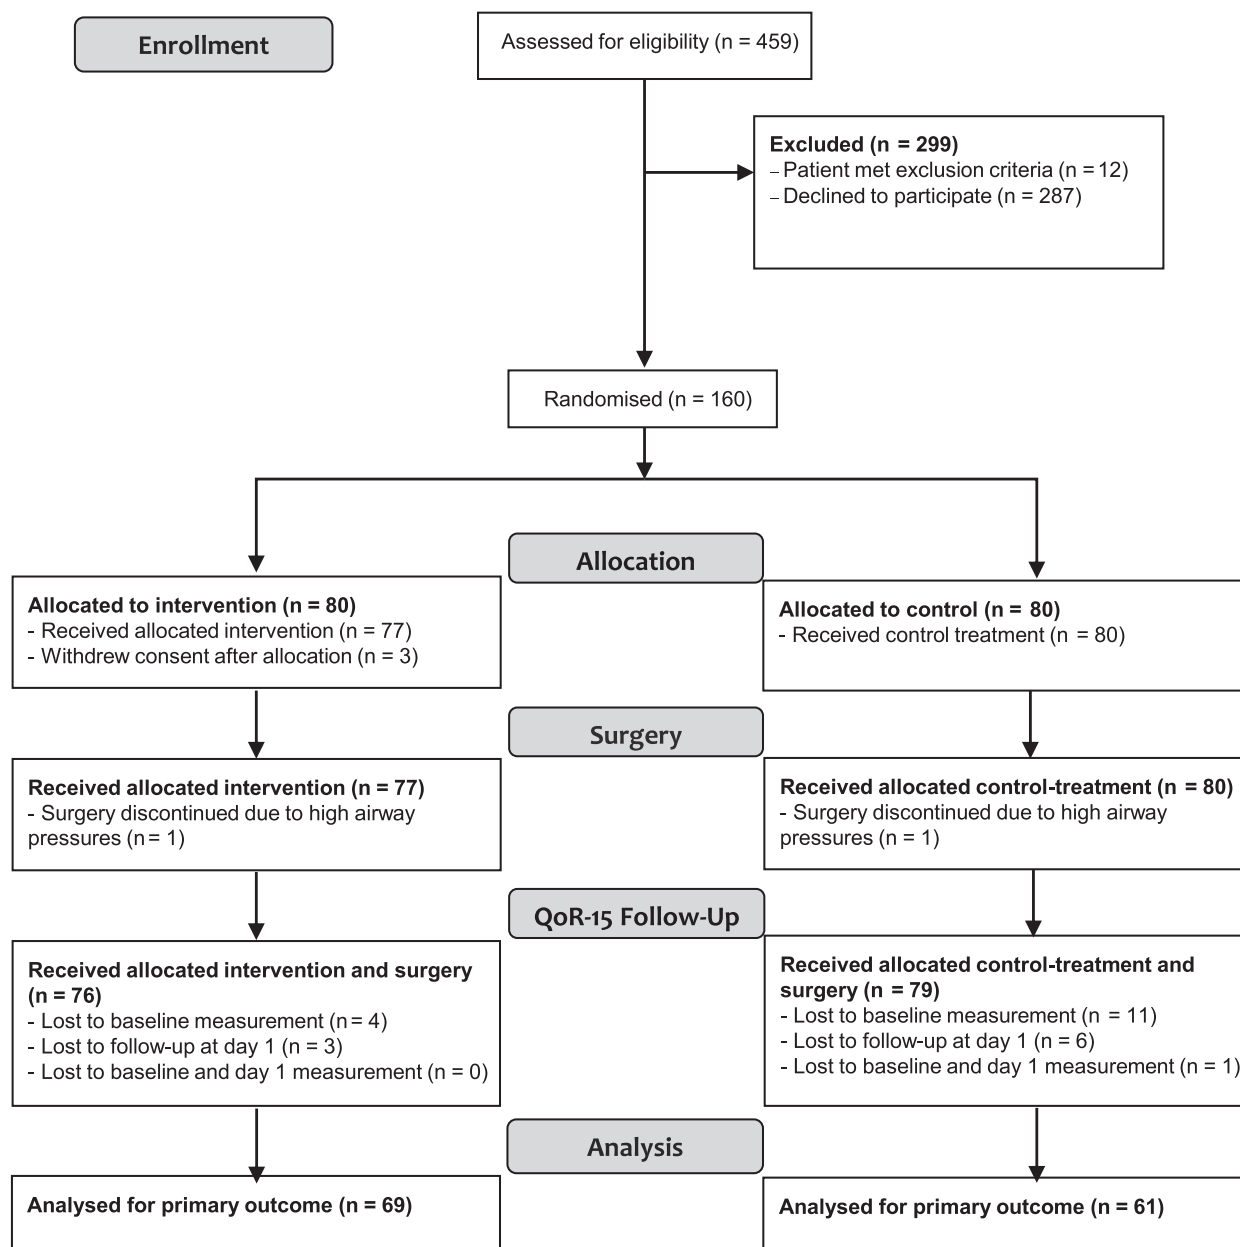 Enrollment
Assessed for eligibility (n = 459)
Excluded (n = 299)
– Patient met exclusion criteria (n = 12)
– Declined to participate (n = 287)
Randomised (n = 160)
Allocation
Allocated to intervention (n = 80)
- Received allocated intervention (n = 77)
- Withdrew consent after allocation (n = 3)
Allocated to control (n = 80)
- Received control treatment (n = 80)
Surgery
Received allocated intervention (n = 77)
- Surgery discontinued due to high airway
pressures (n = 1)
Received allocated control-treatment (n = 80)
- Surgery discontinued due to high airway
pressures (n = 1)
QoR-15 Follow-Up
Received allocated intervention and surgery
(n = 76)
- Lost to baseline measurement (n = 4)
- Lost to follow-up at day 1 (n = 3)
- Lost to baseline and day 1 measurement (n = 0)
Received allocated control-treatment and
surgery (n = 79)
- Lost to baseline measurement (n = 11)
- Lost to follow-up at day 1 (n = 6)
- Lost to baseline and day 1 measurement (n = 1)
Analysis
Analysed for primary outcome (n = 69)
Analysed for primary outcome (n = 61)